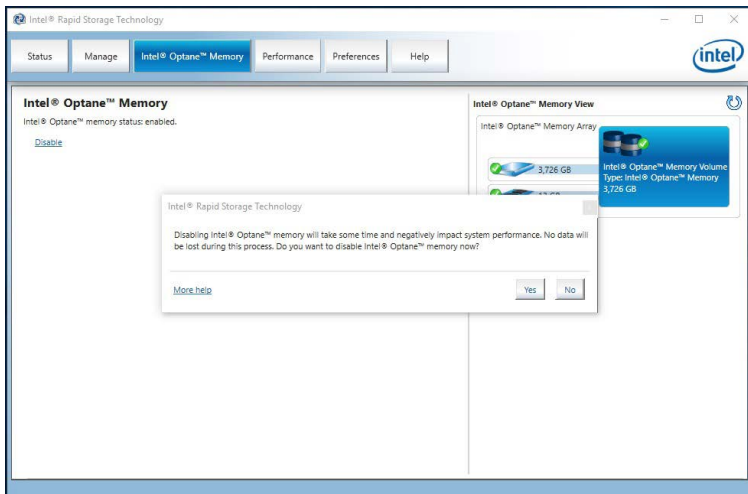 Intel® Rapid Storage Technology
Status
Manage
Intel® Optane™ Memory
Performance
Preferences
Help
intel
Intel® Optane™ Memory
Intel® Optane™ memory status: enabled.
Disable
Intel® Optane™ Memory View
Intel® Optane™ Memory Array
3,726 GB
Intel® Optane™ Memory Volume
Type: Intel® Optane™ Memory
3,726 GB
Intel® Rapid Storage Technology
Disabling Intel® Optane™ memory will take some time and negatively impact system performance. No data will
be lost during this process. Do you want to disable Intel® Optane™ memory now?
More help
Yes
No